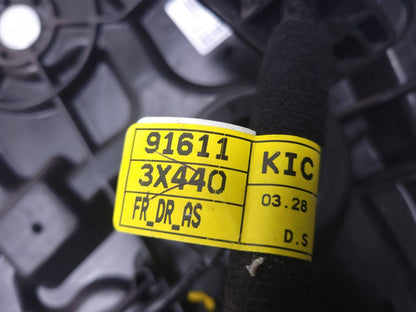 91611
3X440
FR_DR_AS
KIC
03.28
D.S